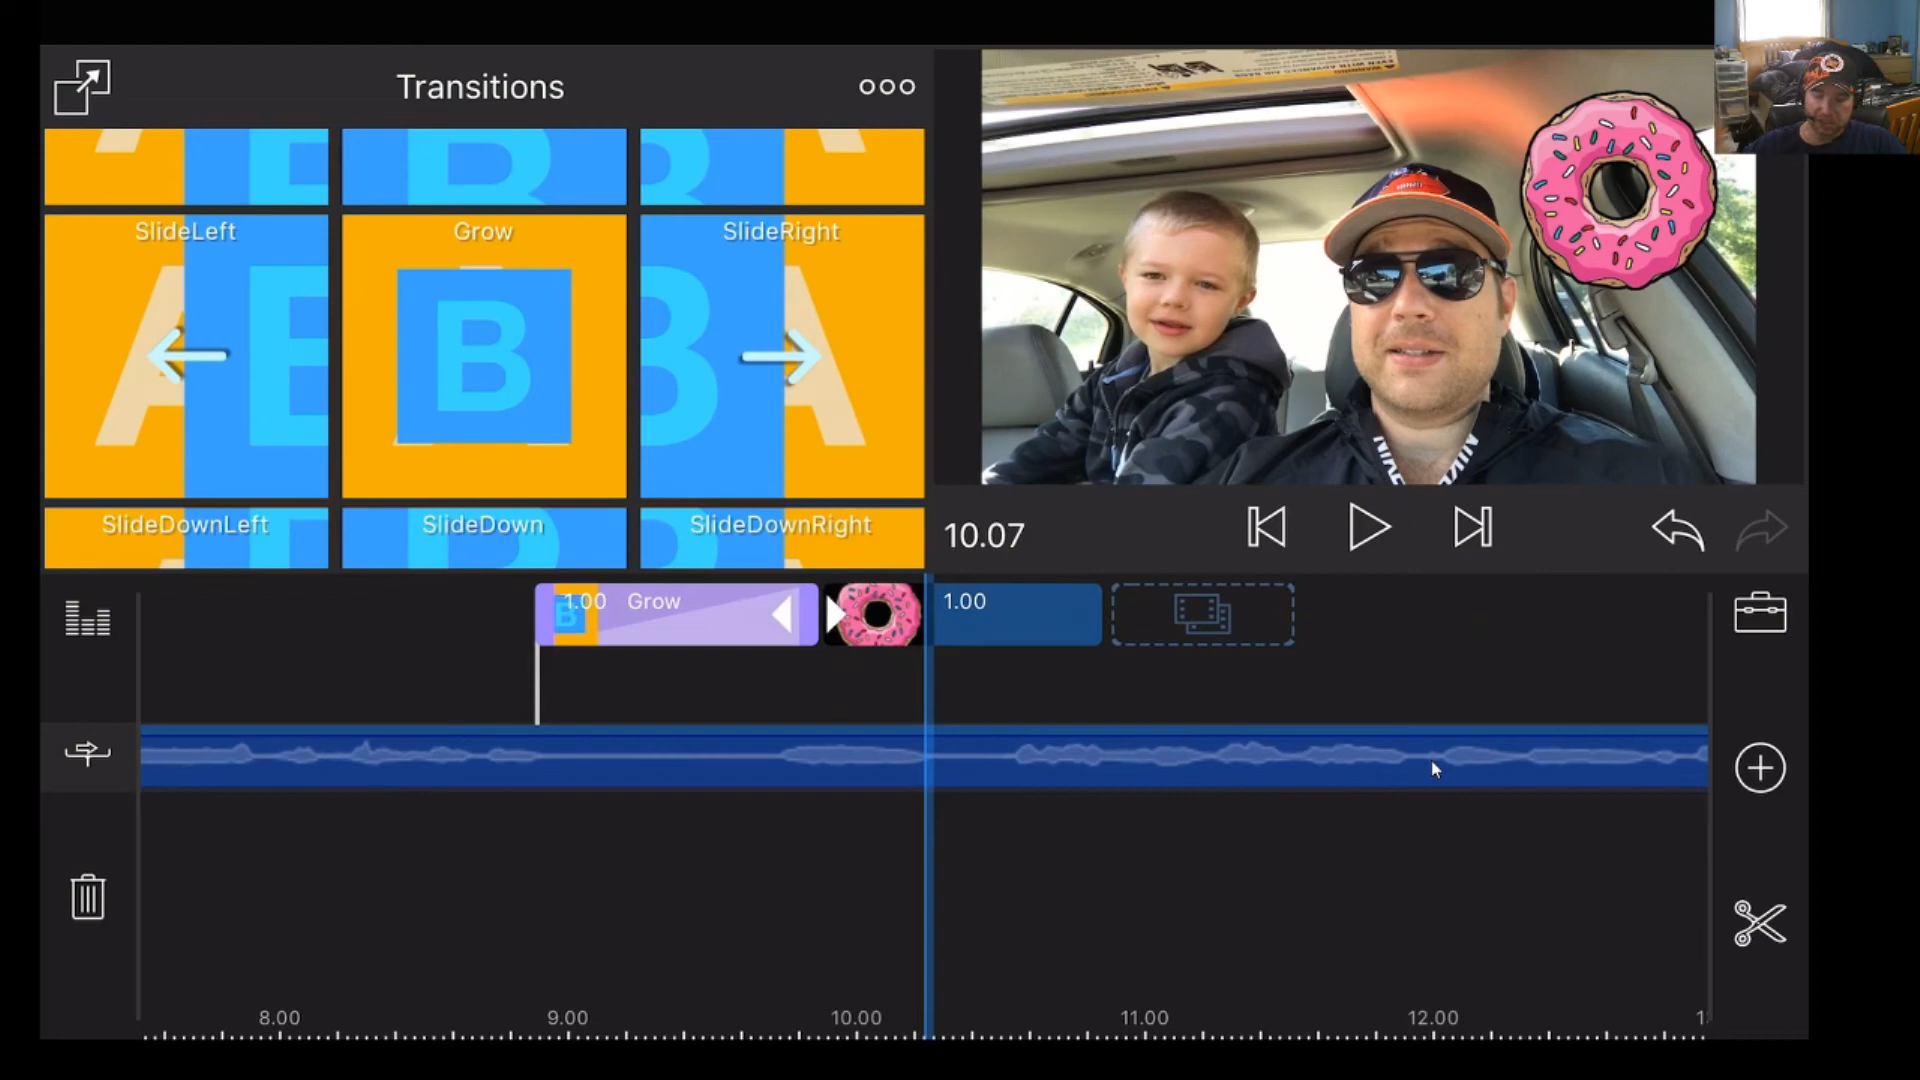 Transitions
B
SlideLeft
Grow
SlideRight
A
B
B
B
A
SlideDownLeft
SlideDown
SlideDownRight
10.07
1.00 Grow
1.00
B
NIKE
8.00
9.00
10.00
11.00
12.00